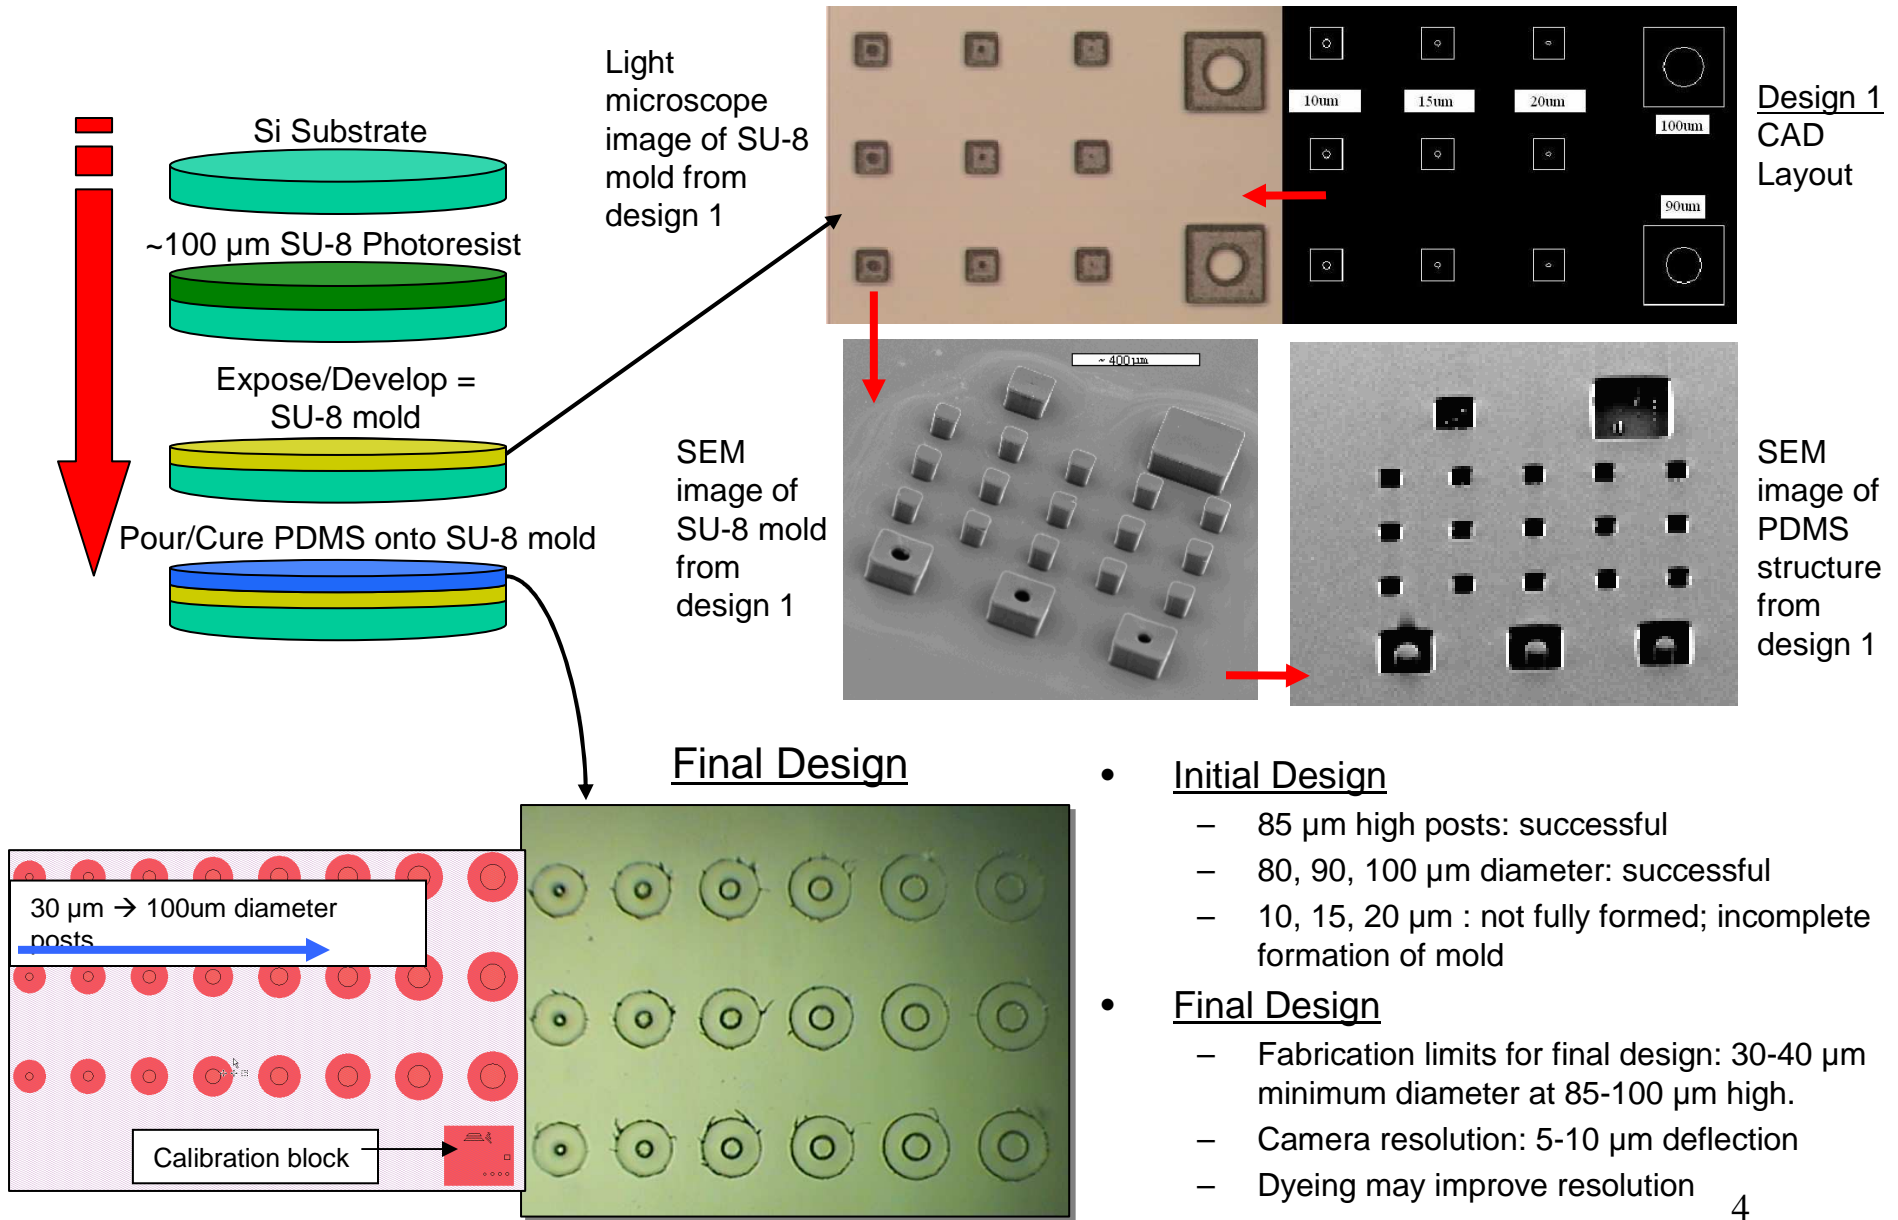 Si Substrate
~100 µm SU-8 Photoresist
Expose/Develop =
SU-8 mold
Pour/Cure PDMS onto SU-8 mold
Light
microscope
image of SU-8
mold from
design 1
10um
15um
20um
100um
90um
Design 1
CAD
Layout
SEM
image of
SU-8 mold
from
design 1
~ 400µm
SEM
image of
PDMS
structure
from
design 1
Final Design
30 µm → 100um diameter
posts
Calibration block
• Initial Design
– 85 µm high posts: successful
– 80, 90, 100 µm diameter: successful
– 10, 15, 20 µm : not fully formed; incomplete
formation of mold
• Final Design
– Fabrication limits for final design: 30-40 µm
minimum diameter at 85-100 µm high.
– Camera resolution: 5-10 µm deflection
– Dyeing may improve resolution
4